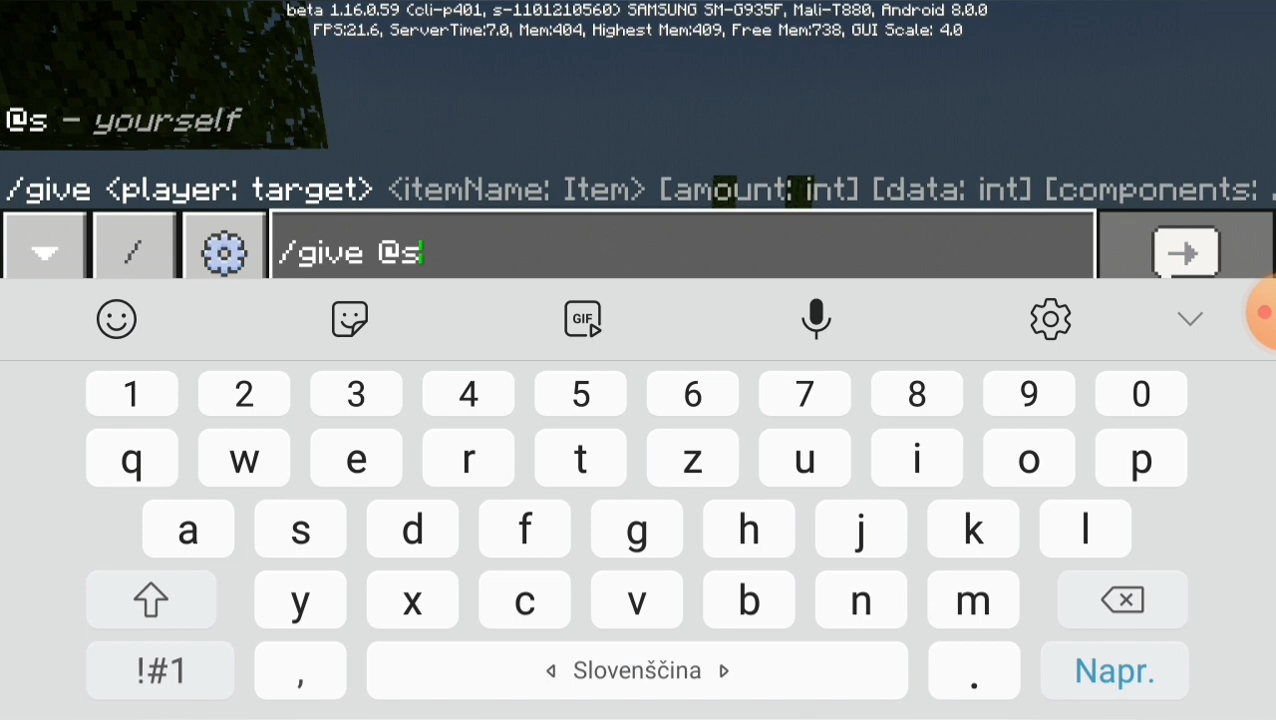 beta 1.16.0.59 (cli-p401, s-1101210560) SAMSUNG SM-G935F, Mali-T880, Android 8.0.0
FPS:21.6, ServerTime:7.0, Mem:404, Highest Mem:409, Free Mem:738, GUI Scale: 4.0
@s - yourself
/give <player: target> <itemName: Item> [amount: int] [data: int] [components: 
/ /give @s
GIF
1 2 3 4 5 6 7 8 9 0
q w e r t z u i o p
a s d f g h j k l
y x c v b n m
!#1 , Slovenščina . Napr.